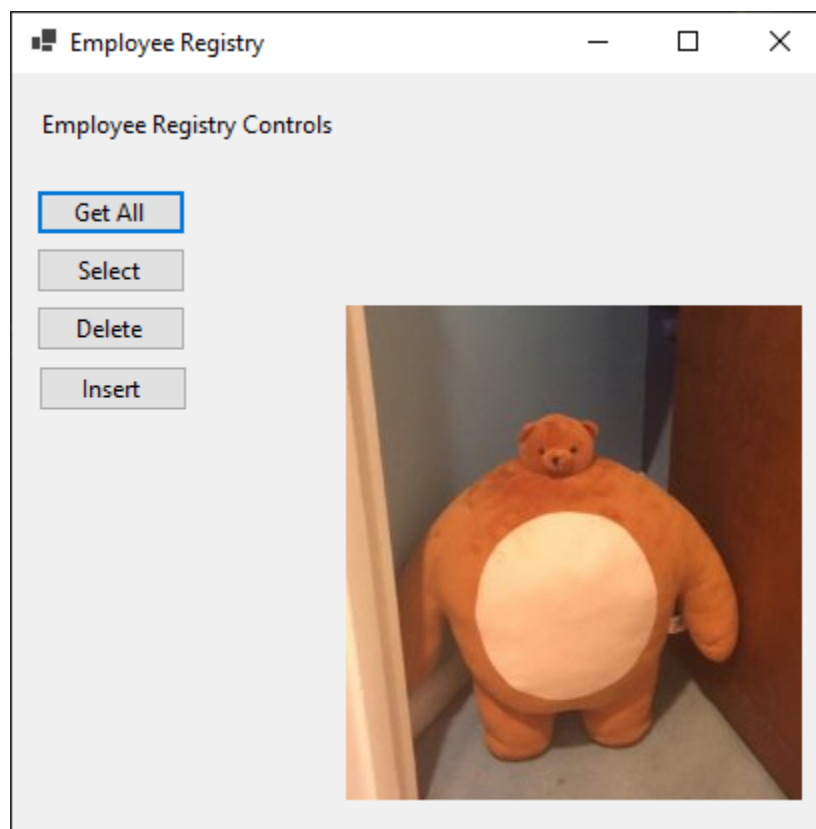 Employee Registry
Employee Registry Controls
Get All
Select
Delete
Insert